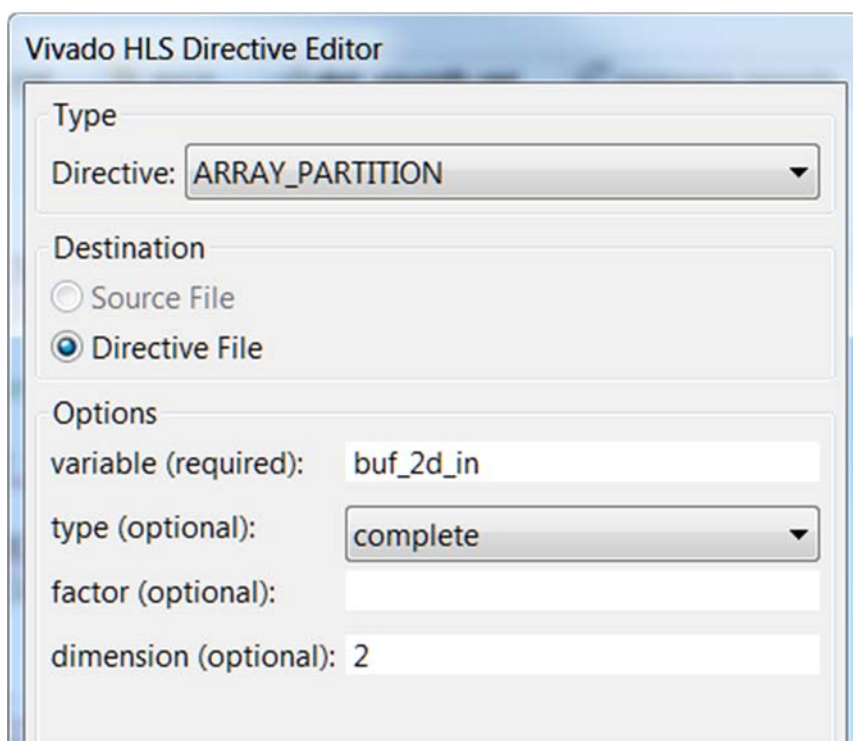 Vivado HLS Directive Editor
Type
Directive: ARRAY_PARTITION
Destination
Source File
Directive File
Options
variable (required): buf_2d_in
type (optional): complete
factor (optional):
dimension (optional): 2